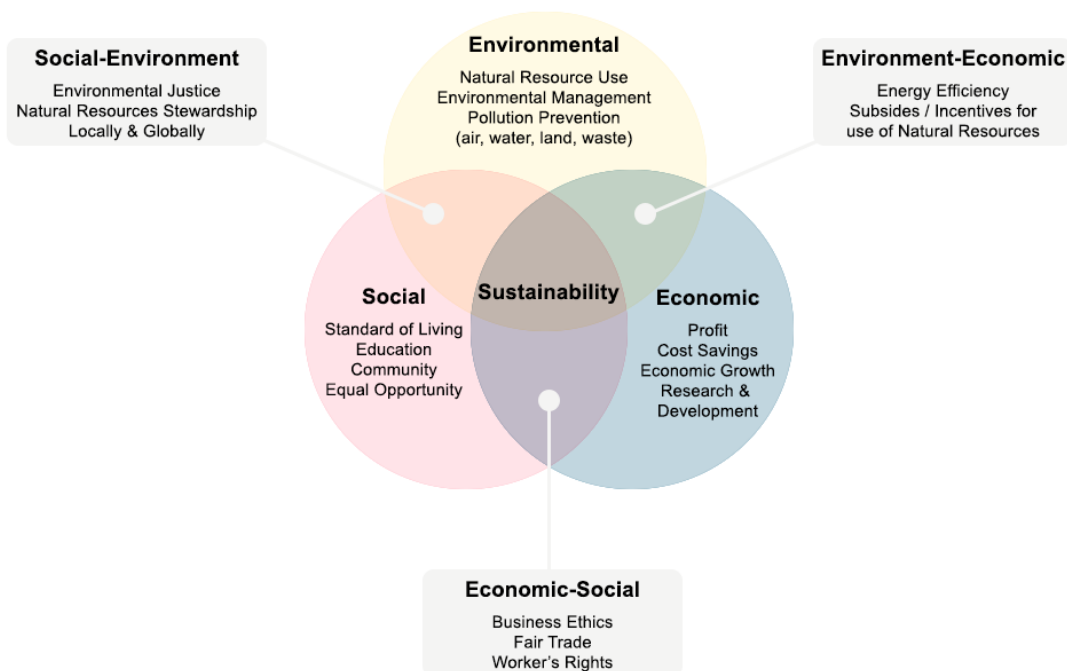 Environmental
Natural Resource Use
Environmental Management
Pollution Prevention
(air, water, land, waste)
Social-Environment
Environmental Justice
Natural Resources Stewardship
Locally & Globally
Environment-Economic
Energy Efficiency
Subsides / Incentives for
use of Natural Resources
Social
Standard of Living
Education
Community
Equal Opportunity
Sustainability
Economic
Profit
Cost Savings
Economic Growth
Research &
Development
Economic-Social
Business Ethics
Fair Trade
Worker’s Rights